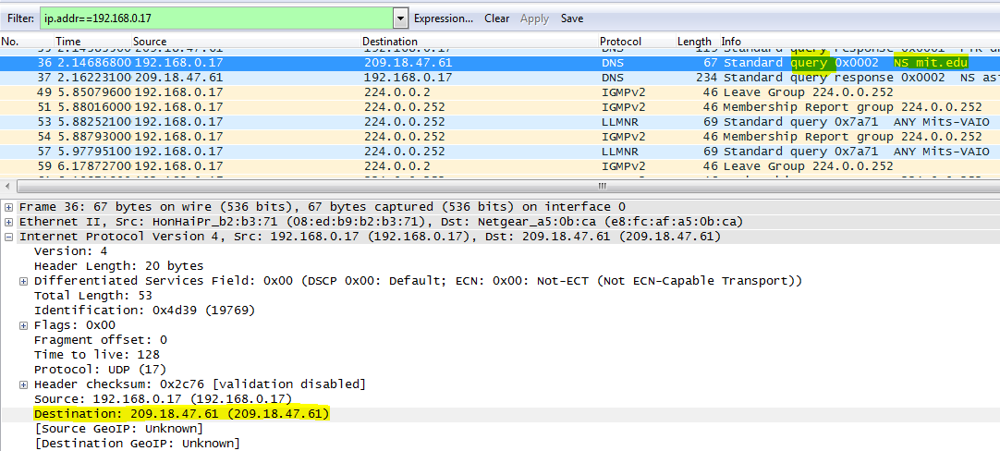 Filter: ip.addr==192.168.0.17 Expression... Clear Apply Save
No. Time Source Destination Protocol Length Info
36 2.14686800 192.168.0.17 209.18.47.61 DNS 67 Standard query 0x0002 NS mit.edu
37 2.16223100 209.18.47.61 192.168.0.17 DNS 234 Standard query response 0x0002 NS as
49 5.85079600 192.168.0.17 224.0.0.2 IGMPv2 46 Leave Group 224.0.0.252
51 5.88016000 192.168.0.17 224.0.0.252 IGMPv2 46 Membership Report group 224.0.0.252
53 5.88252100 192.168.0.17 224.0.0.252 LLMNR 69 Standard query 0x7a71 ANY Mits-VAIO
54 5.88793000 192.168.0.17 224.0.0.252 IGMPv2 46 Membership Report group 224.0.0.252
57 5.97795100 192.168.0.17 224.0.0.252 LLMNR 69 Standard query 0x7a71 ANY Mits-VAIO
59 6.17872700 192.168.0.17 224.0.0.2 IGMPv2 46 Leave Group 224.0.0.252
Frame 36: 67 bytes on wire (536 bits), 67 bytes captured (536 bits) on interface 0
Ethernet II, Src: HonHaiPr_b2:b3:71 (08:ed:b9:b2:b3:71), Dst: Netgear_a5:0b:ca (e8:fc:af:a5:0b:ca)
Internet Protocol Version 4, Src: 192.168.0.17 (192.168.0.17), Dst: 209.18.47.61 (209.18.47.61)
Version: 4
Header Length: 20 bytes
Differentiated Services Field: 0x00 (DSCP 0x00: Default; ECN: 0x00: Not-ECT (Not ECN-Capable Transport))
Total Length: 53
Identification: 0x4d39 (19769)
Flags: 0x00
Fragment offset: 0
Time to live: 128
Protocol: UDP (17)
Header checksum: 0x2c76 [validation disabled]
Source: 192.168.0.17 (192.168.0.17)
Destination: 209.18.47.61 (209.18.47.61)
[Source GeoIP: Unknown]
[Destination GeoIP: Unknown]